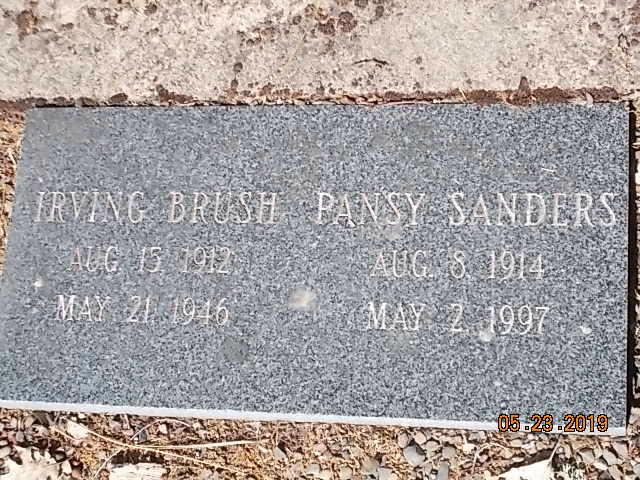 IRVING BRUSH
AUG. 15, 1912
MAY 21, 1946
PANSY SANDERS
AUG. 8, 1914
MAY 2, 1997
05.23.2019